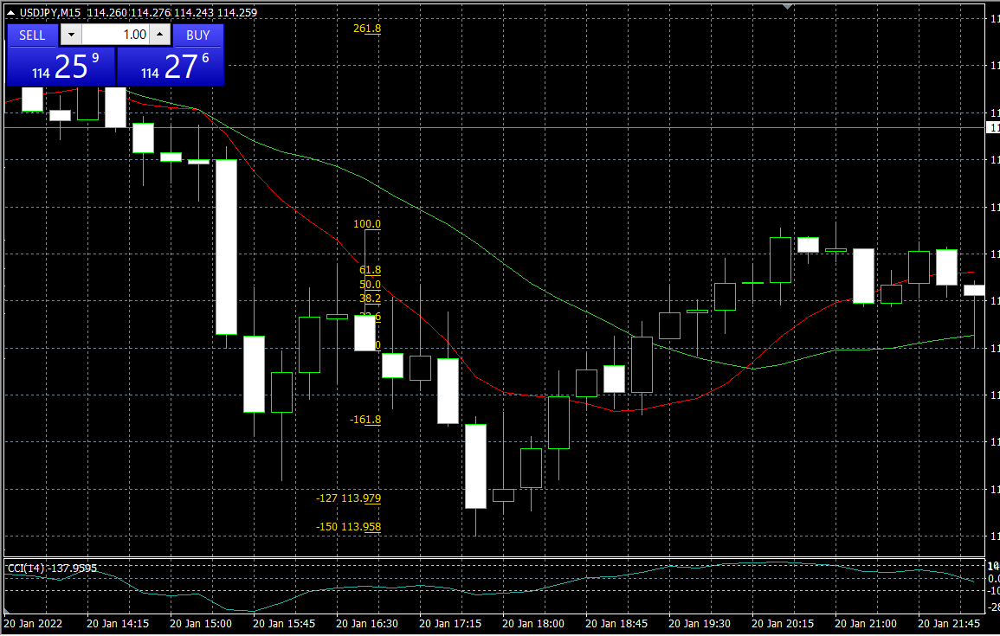 USDJPY,M15 114.260 114.276 114.243 114.259
SELL 1.00 BUY
114 25 9 114 27 6
261.8
100.0
61.8
50.0
38.2
-161.8
-127 113.979
-150 113.958
CCI(14) -137.9595
20 Jan 2022 20 Jan 14:15 20 Jan 15:00 20 Jan 15:45 20 Jan 16:30 20 Jan 17:15 20 Jan 18:00 20 Jan 18:45 20 Jan 19:30 20 Jan 20:15 20 Jan 21:00 20 Jan 21:45